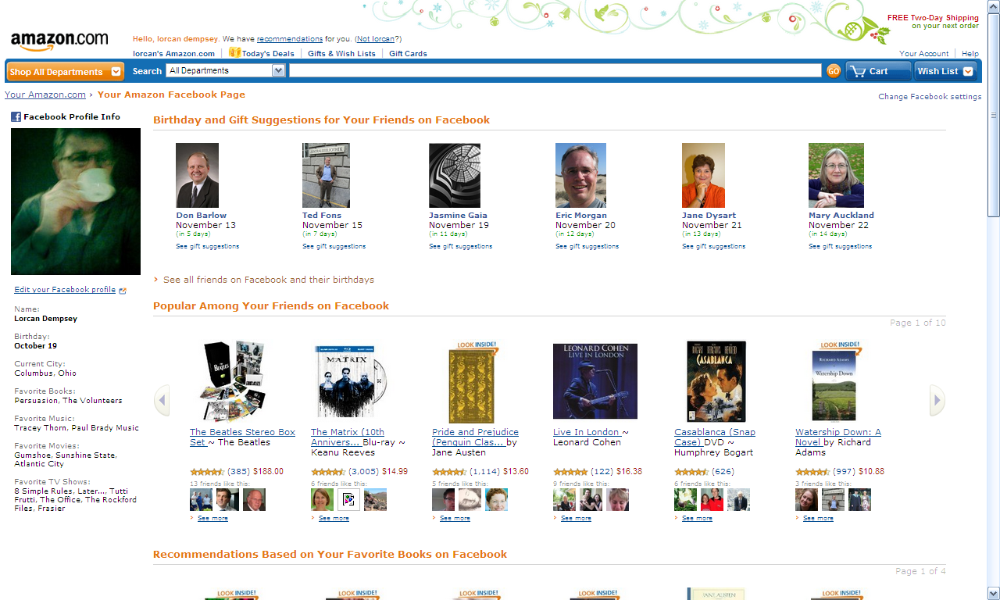 FREE Two-Day Shipping
on your next order
amazon.com
Hello, lorcan dempsey. We have recommendations for you. (Not lorcan?)
lorcan's Amazon.com Today's Deals Gifts & Wish Lists Gift Cards
Your Account Help
Shop All Departments Search All Departments GO Cart Wish List
Your Amazon.com › Your Amazon Facebook Page
Change Facebook settings
Facebook Profile Info
Edit your Facebook profile
Name:
Lorcan Dempsey
Birthday:
October 19
Current City:
Columbus, Ohio
Favorite Books:
Persuasion, The Volunteers
Favorite Music:
Tracey Thorn, Paul Brady Music
Favorite Movies:
Gumshoe, Sunshine State,
Atlantic City
Favorite TV Shows:
8 Simple Rules, Later..., Tutti
Frutti, The Office, The Rockford
Files, Frasier
Birthday and Gift Suggestions for Your Friends on Facebook
Don Barlow Ted Fons Jasmine Gaia Eric Morgan Jane Dysart Mary Auckland
November 13 November 15 November 19 November 20 November 21 November 22
(in 5 days) (in 7 days) (in 11 days) (in 12 days) (in 13 days) (in 14 days)
See gift suggestions See gift suggestions See gift suggestions See gift suggestions See gift suggestions See gift suggestions
› See all friends on Facebook and their birthdays
Popular Among Your Friends on Facebook
Page 1 of 10
THE BEATLES
MATRIX
LOOK INSIDE!
LEONARD COHEN
LIVE IN LONDON
CASABLANCA
LOOK INSIDE!
RICHARD ADAMS
Watership Down
The Beatles Stereo Box
Set ~ The Beatles
(385) $188.00
13 friends like this:
› See more
The Matrix (10th
Annivers... Blu-ray ~
Keanu Reeves
(3,005) $14.99
6 friends like this:
› See more
Pride and Prejudice
(Penguin Clas... by
Jane Austen
(1,114) $13.60
5 friends like this:
› See more
Live In London ~
Leonard Cohen
(122) $16.38
9 friends like this:
› See more
Casablanca (Snap
Case) DVD ~
Humphrey Bogart
(626)
6 friends like this:
› See more
Watership Down: A
Novel by Richard
Adams
(997) $10.88
3 friends like this:
› See more
Recommendations Based on Your Favorite Books on Facebook
Page 1 of 4
LOOK INSIDE! LOOK INSIDE! LOOK INSIDE! LOOK INSIDE! JANE AUSTEN LOOK INSIDE!